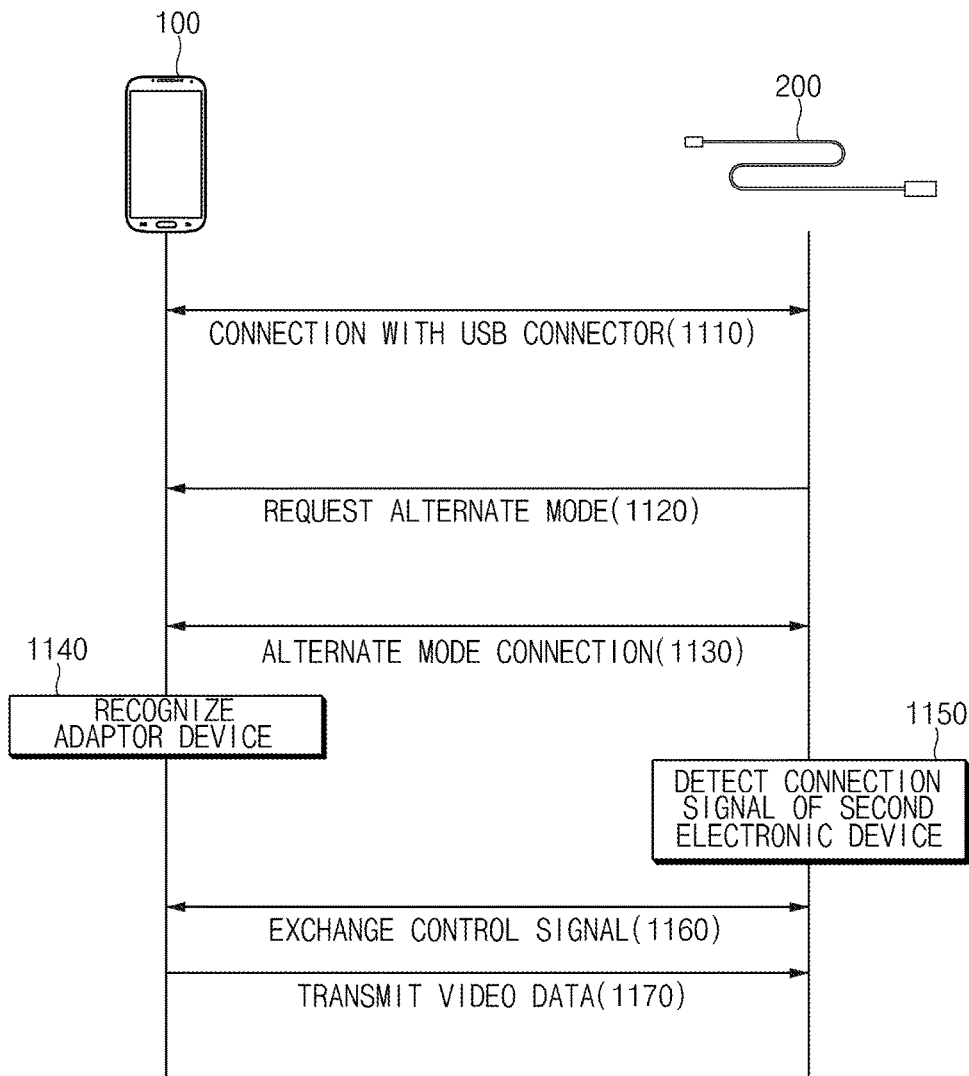 100
200
CONNECTION WITH USB CONNECTOR(1110)
REQUEST ALTERNATE MODE(1120)
ALTERNATE MODE CONNECTION(1130)
1140
RECOGNIZE
ADAPTOR DEVICE
1150
DETECT CONNECTION
SIGNAL OF SECOND
ELECTRONIC DEVICE
EXCHANGE CONTROL SIGNAL(1160)
TRANSMIT VIDEO DATA(1170)